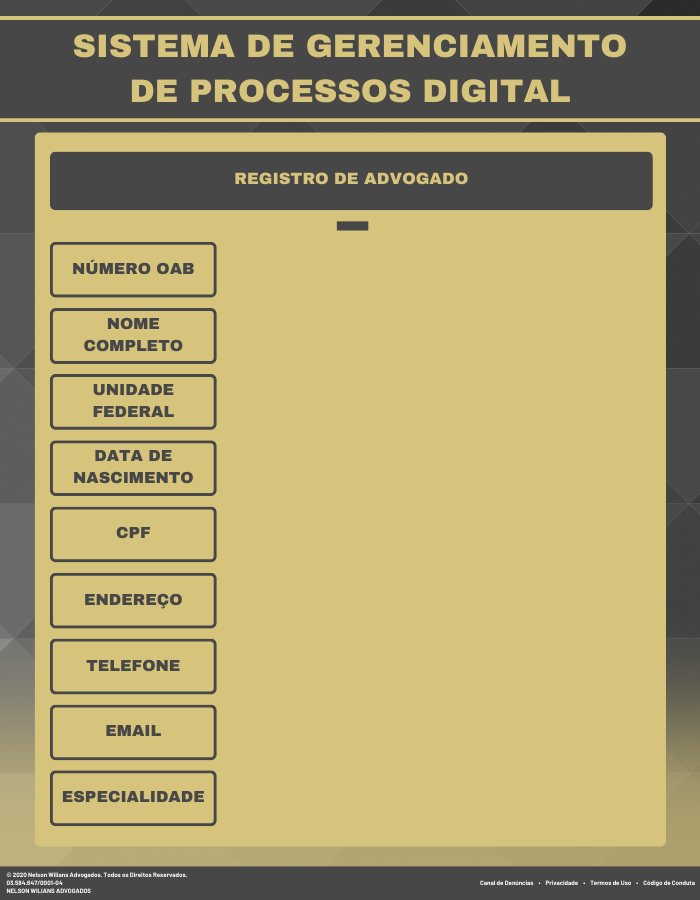 SISTEMA DE GERENCIAMENTO
DE PROCESSOS DIGITAL
REGISTRO DE ADVOGADO
NÚMERO OAB
NOME
COMPLETO
UNIDADE
FEDERAL
DATA DE
NASCIMENTO
CPF
ENDEREÇO
TELEFONE
EMAIL
ESPECIALIDADE
© 2020 Nelson Wilians Advogados. Todos os Direitos Reservados.
03.584.647/0001-04
NELSON WILIANS ADVOGADOS
Canal de Denúncias • Privacidade • Termos de Uso • Código de Conduta